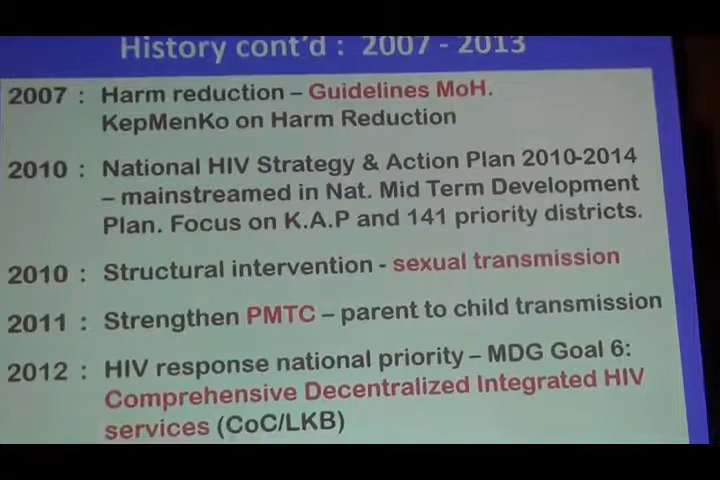 History cont'd : 2007 - 2013
2007 : Harm reduction – Guidelines MoH.
KepMenKo on Harm Reduction
2010 : National HIV Strategy & Action Plan 2010-2014
– mainstreamed in Nat. Mid Term Development
Plan. Focus on K.A.P and 141 priority districts.
2010 : Structural intervention - sexual transmission
2011 : Strengthen PMTC – parent to child transmission
2012 : HIV response national priority – MDG Goal 6:
Comprehensive Decentralized Integrated HIV
services (CoC/LKB)